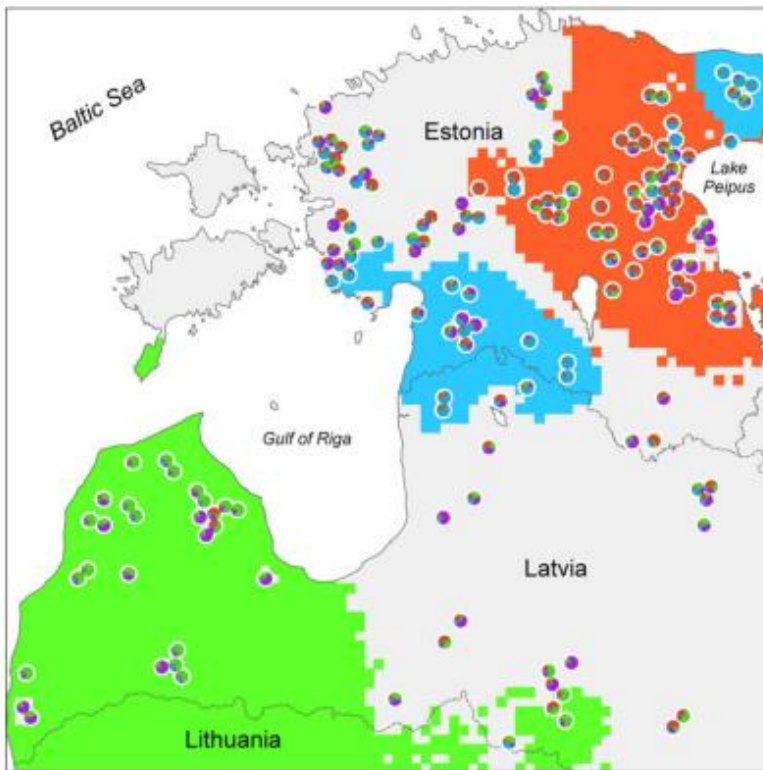 Baltic Sea
Estonia
Lake
Peipus
Gulf of Riga
Latvia
Lithuania